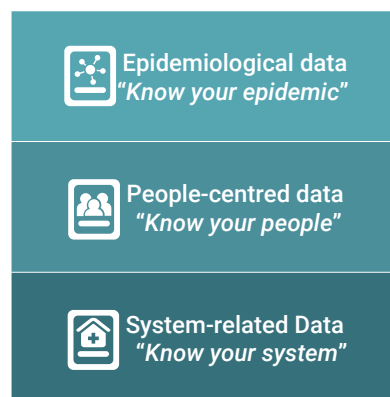 Epidemiological data
“Know your epidemic”
People-centred data
“Know your people”
System-related Data
“Know your system”